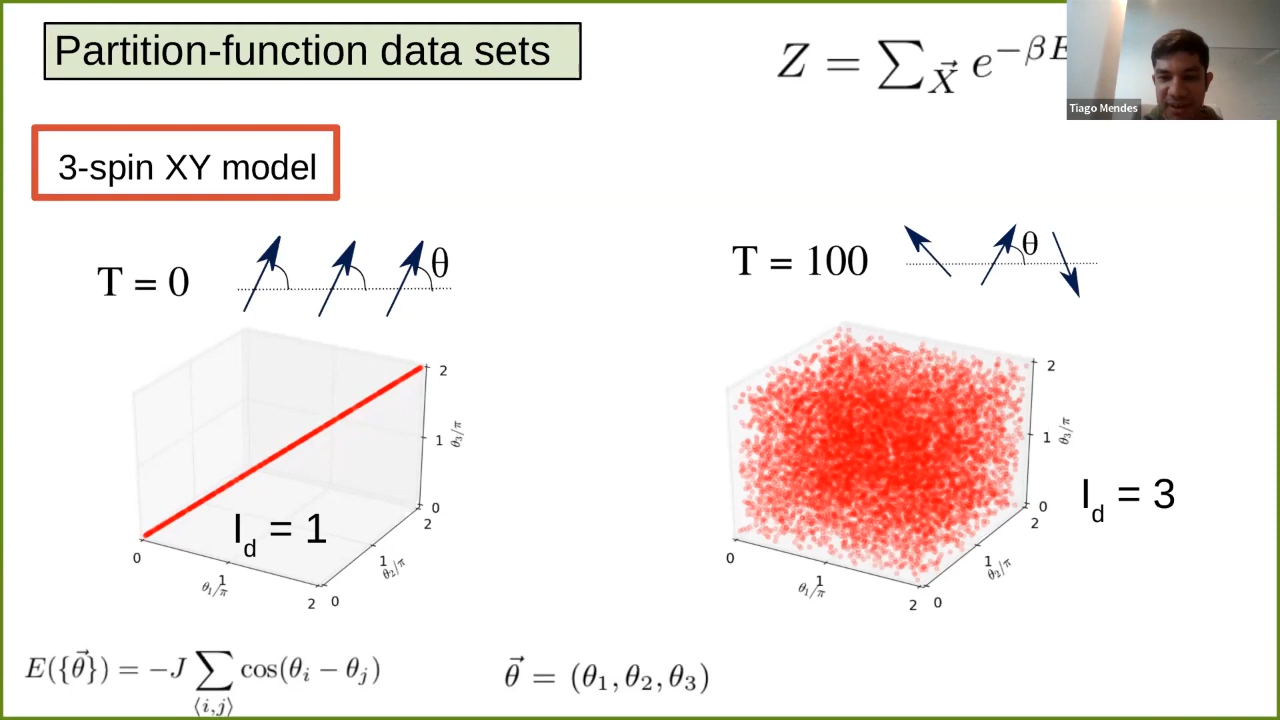 Partition-function data sets
Z = ∑_X⃗ e^{-βE
Tiago Mendes
3-spin XY model
T = 0
θ
T = 100
θ
2
1
0
θ₃/π
2
1
0
θ₂/π
0
1
2
θ₁/π
I_d = 1
2
1
0
θ₃/π
2
1
0
θ₂/π
0
1
2
θ₁/π
I_d = 3
E({θ⃗}) = −J ∑_{⟨i,j⟩} cos(θ_i − θ_j)
θ⃗ = (θ₁, θ₂, θ₃)